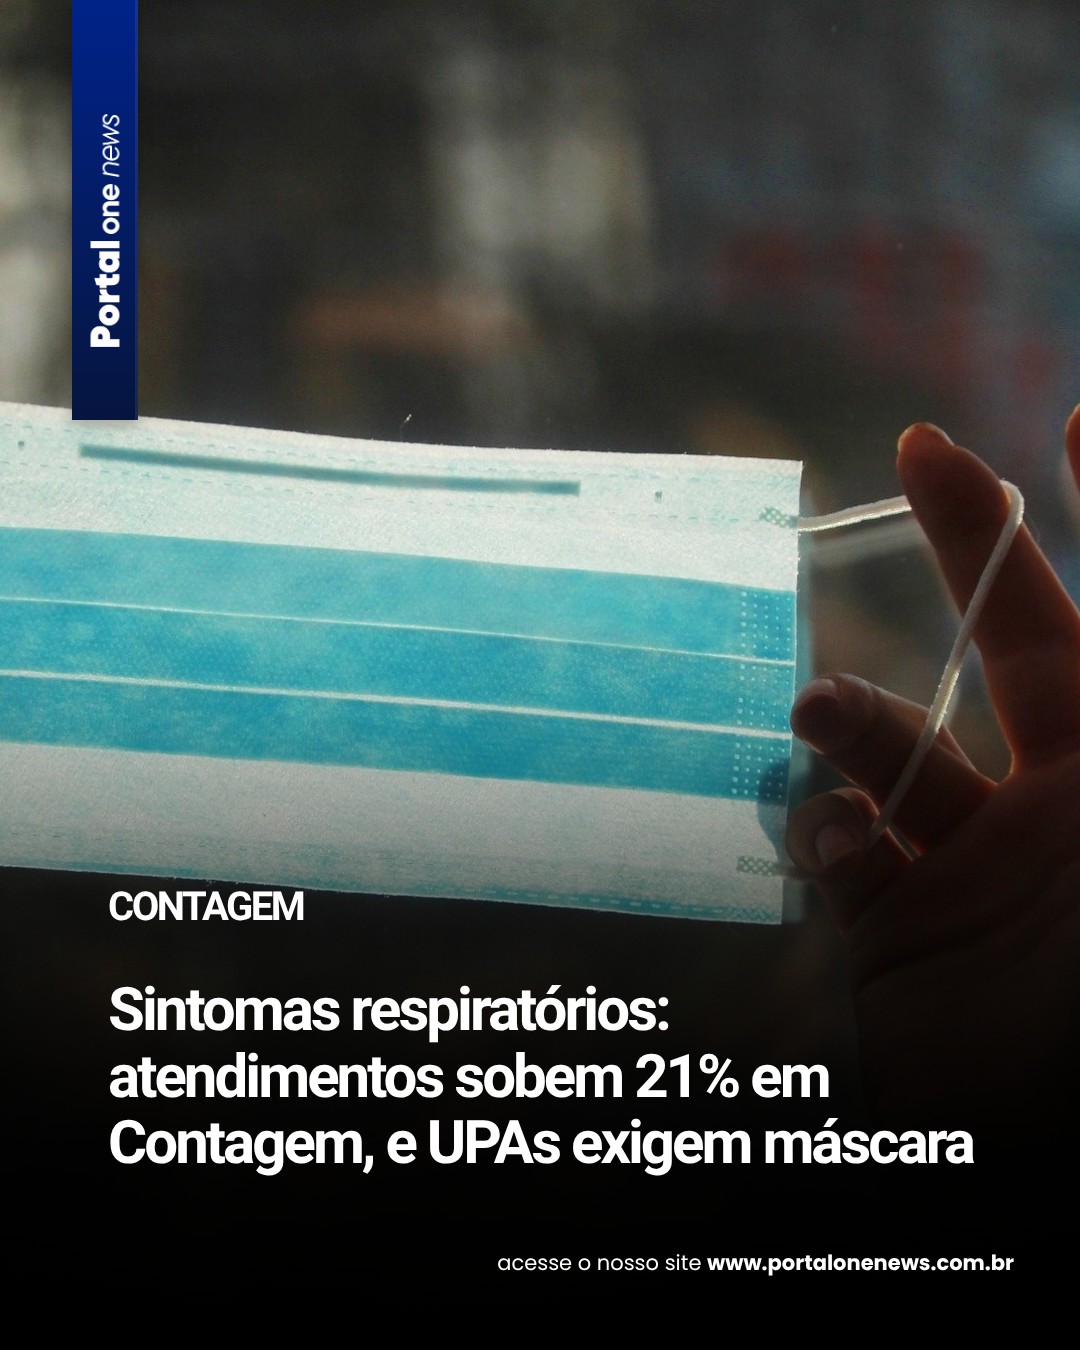 Portal one news
CONTAGEM
Sintomas respiratórios:
atendimentos sobem 21% em
Contagem, e UPAs exigem máscara
acesse o nosso site www.portalonenews.com.br